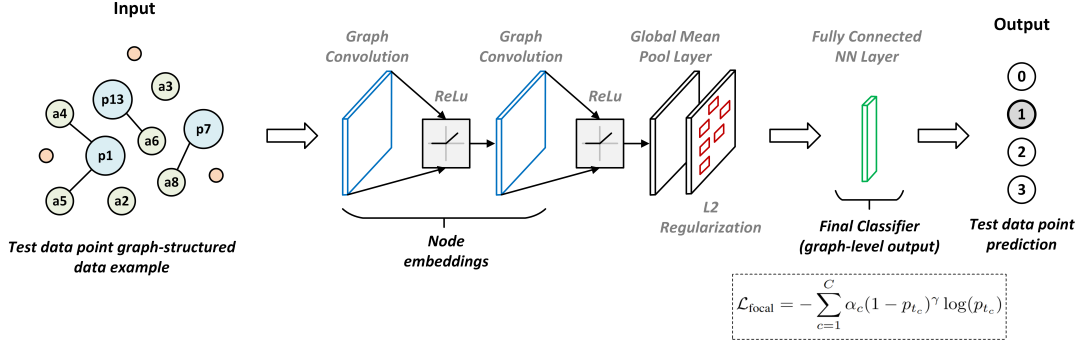 Input
a4
p13
a3
p1
a6
p7
a5
a2
a8
Test data point graph-structured
data example
Graph
Convolution
ReLu
Graph
Convolution
ReLu
Node
embeddings
Global Mean
Pool Layer
L2
Regularization
Fully Connected
NN Layer
Final Classifier
(graph-level output)
Output
0
1
2
3
Test data point
prediction
$\mathcal{L}_{\text{focal}} = -\sum_{c=1}^{C} \alpha_c (1 - p_{t_c})^{\gamma} \log(p_{t_c})$